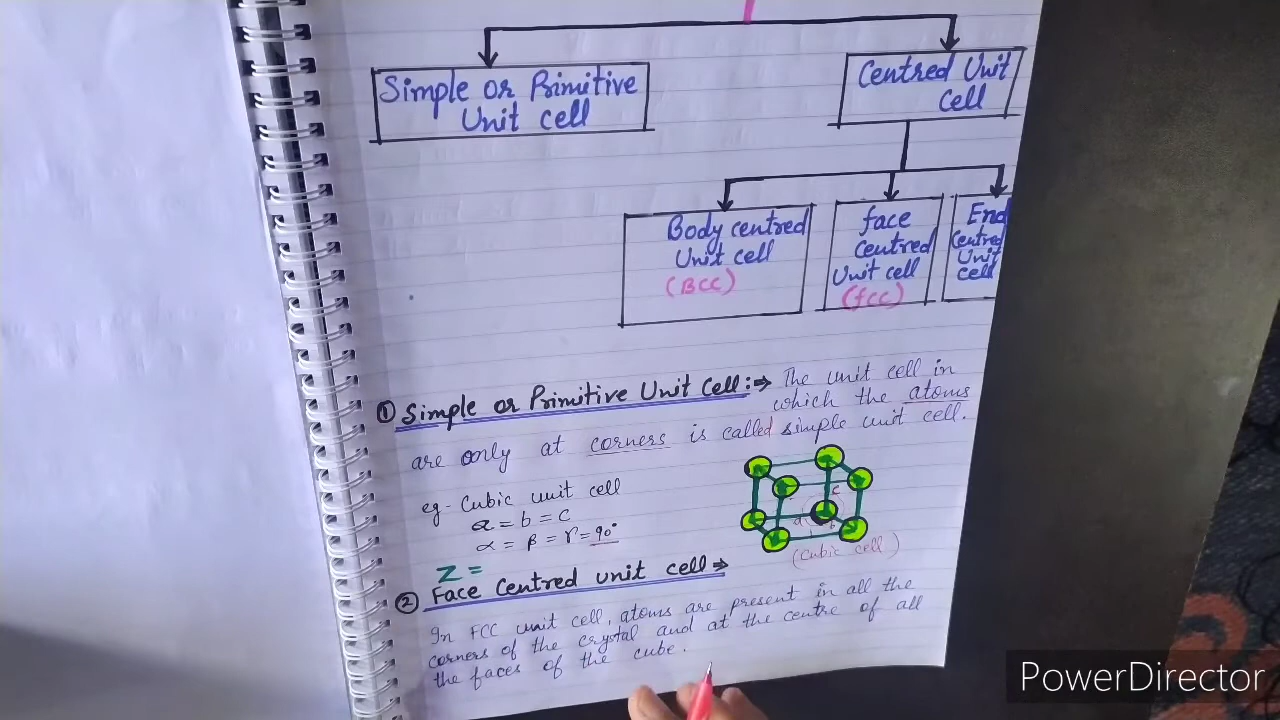 Simple or Primitive
Unit cell
Centred Unit
Cell
Body centred
Unit cell
(BCC)
face
centred
Unit cell
(fcc)
End
Centred
Unit
cell
① Simple or Primitive Unit Cell:⇒ The unit cell in
which the atoms
are only at corners is called simple unit cell.
eg- Cubic unit cell
a = b = c
α = β = γ = 90°
Z =
c
a
b
(Cubic cell)
② Face Centred unit cell ⇒
In FCC unit cell, atoms are present in all the
corners of the crystal and at the centre of all
the faces of the cube.
PowerDirector